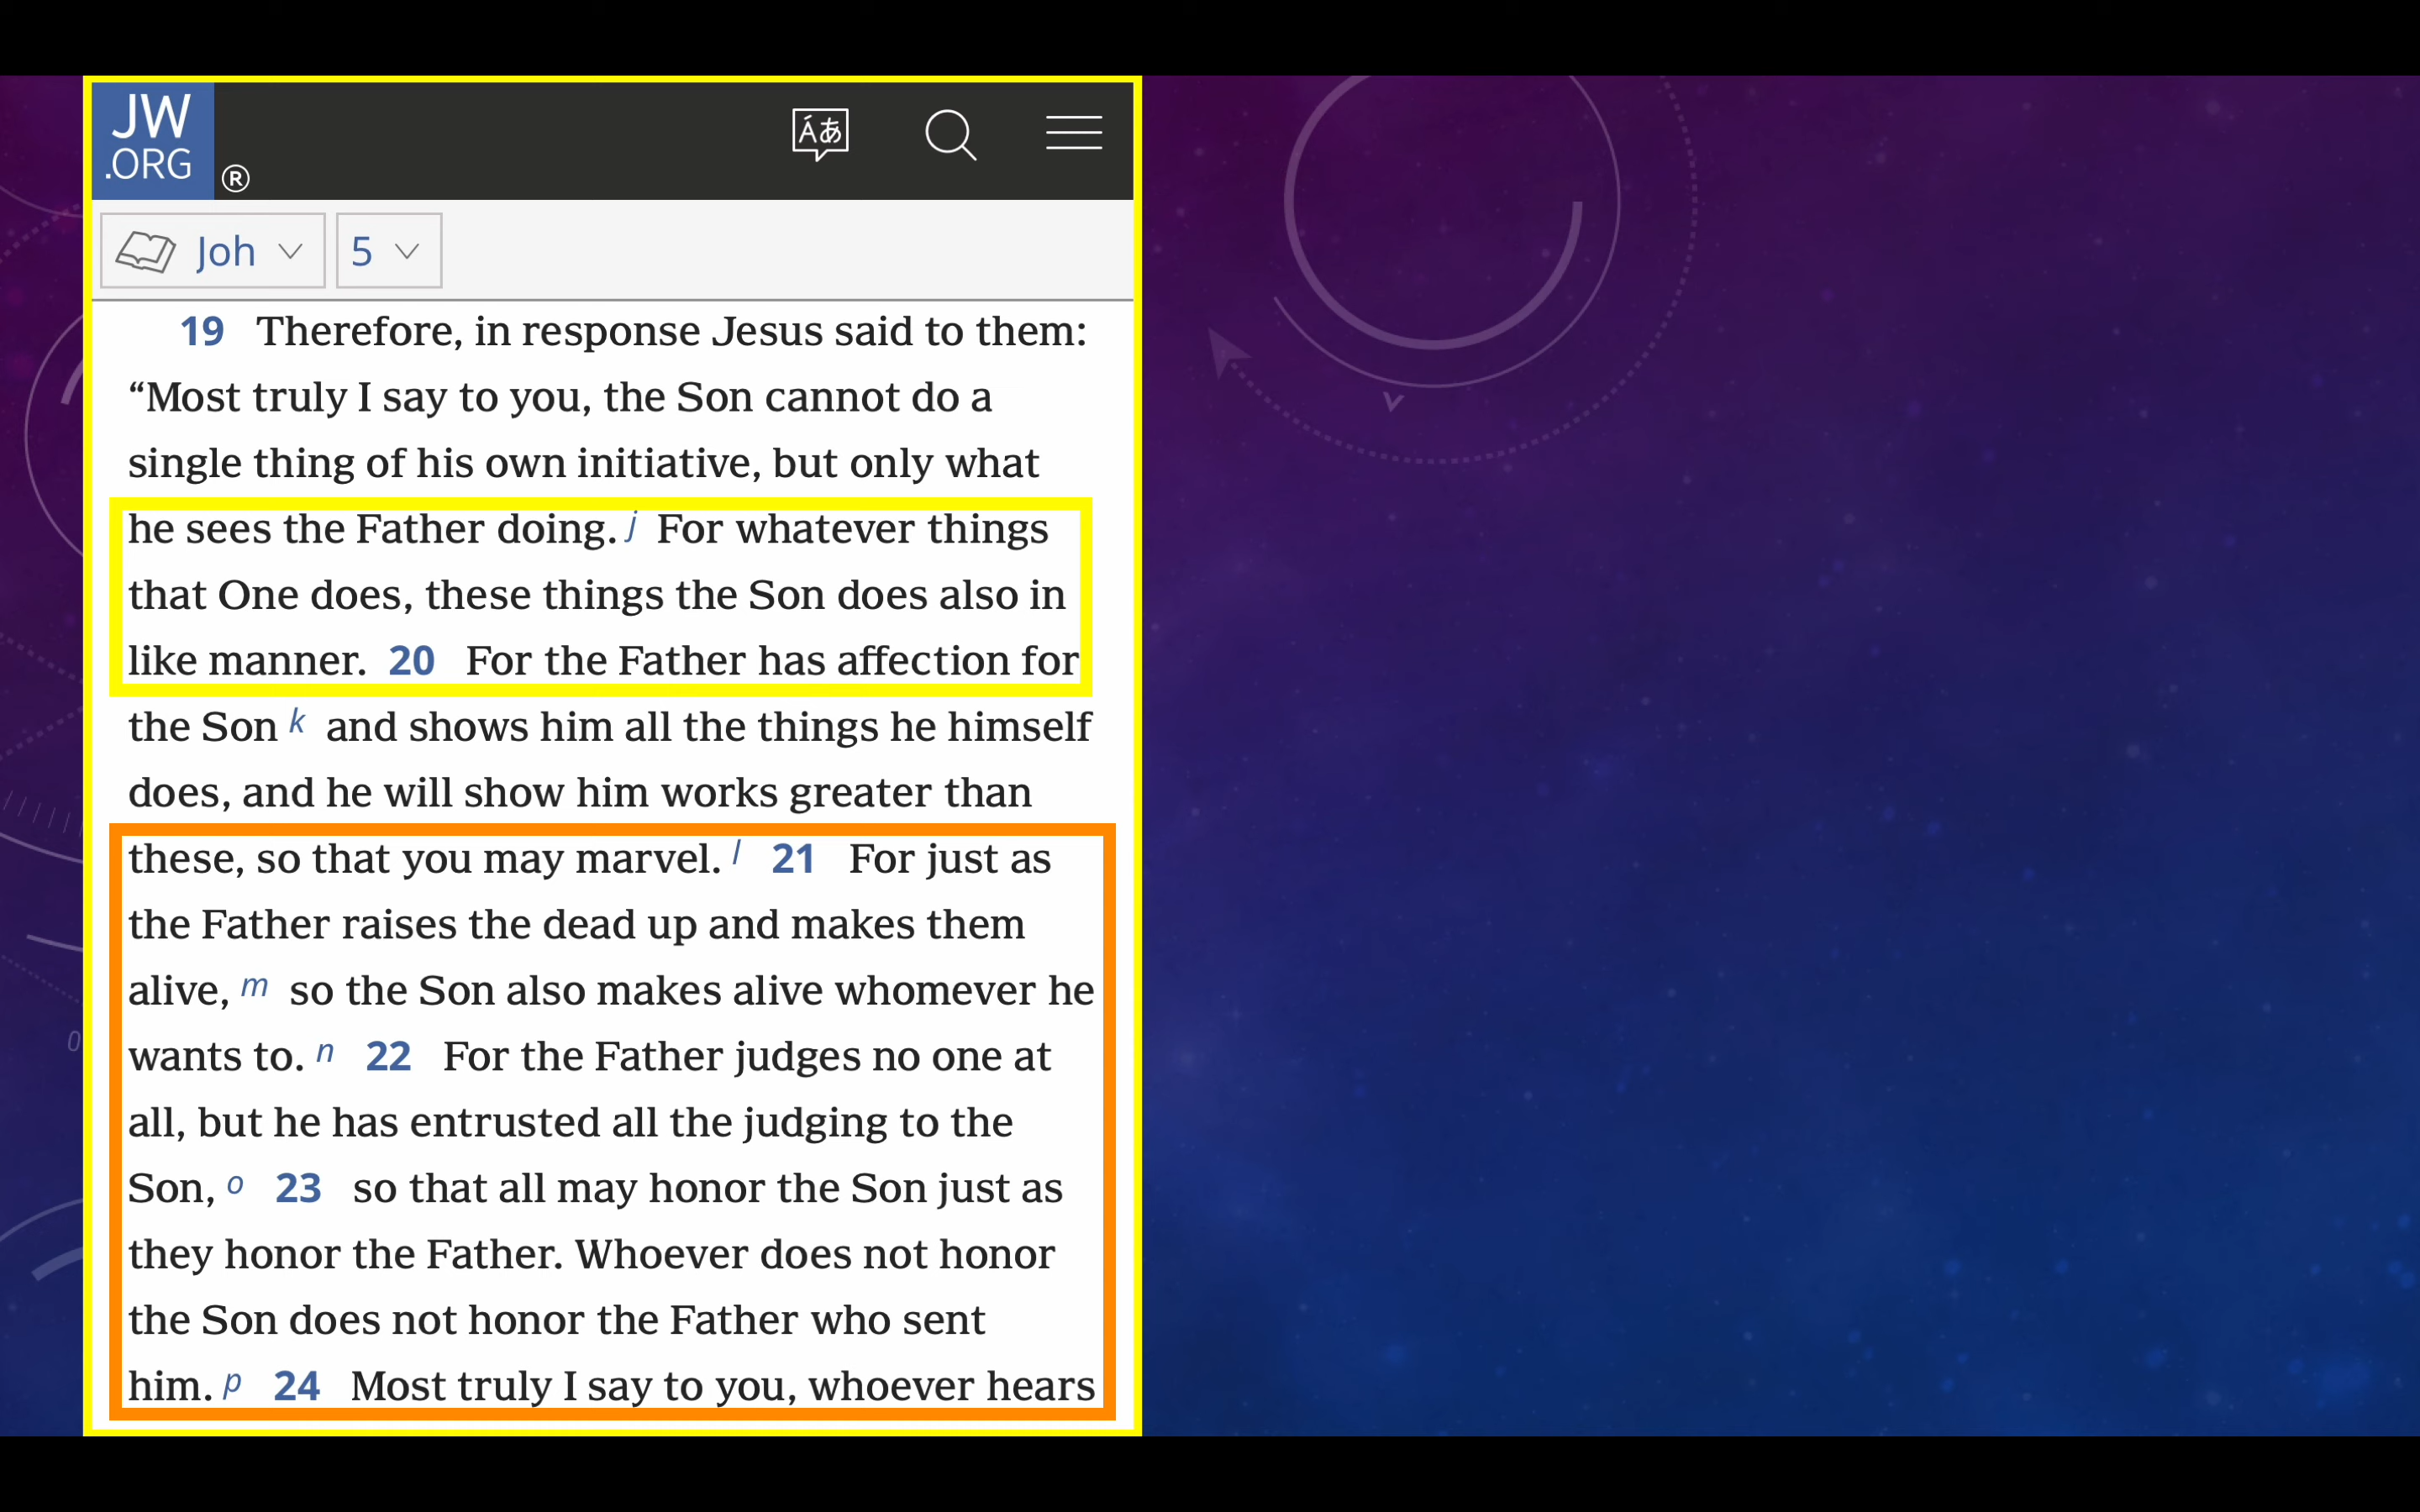 JW
.ORG
®
Áあ
Joh
5
19 Therefore, in response Jesus said to them:
“Most truly I say to you, the Son cannot do a
single thing of his own initiative, but only what
he sees the Father doing. j For whatever things
that One does, these things the Son does also in
like manner. 20 For the Father has affection for
the Son k and shows him all the things he himself
does, and he will show him works greater than
these, so that you may marvel. l 21 For just as
the Father raises the dead up and makes them
alive, m so the Son also makes alive whomever he
wants to. n 22 For the Father judges no one at
all, but he has entrusted all the judging to the
Son, o 23 so that all may honor the Son just as
they honor the Father. Whoever does not honor
the Son does not honor the Father who sent
him. p 24 Most truly I say to you, whoever hears